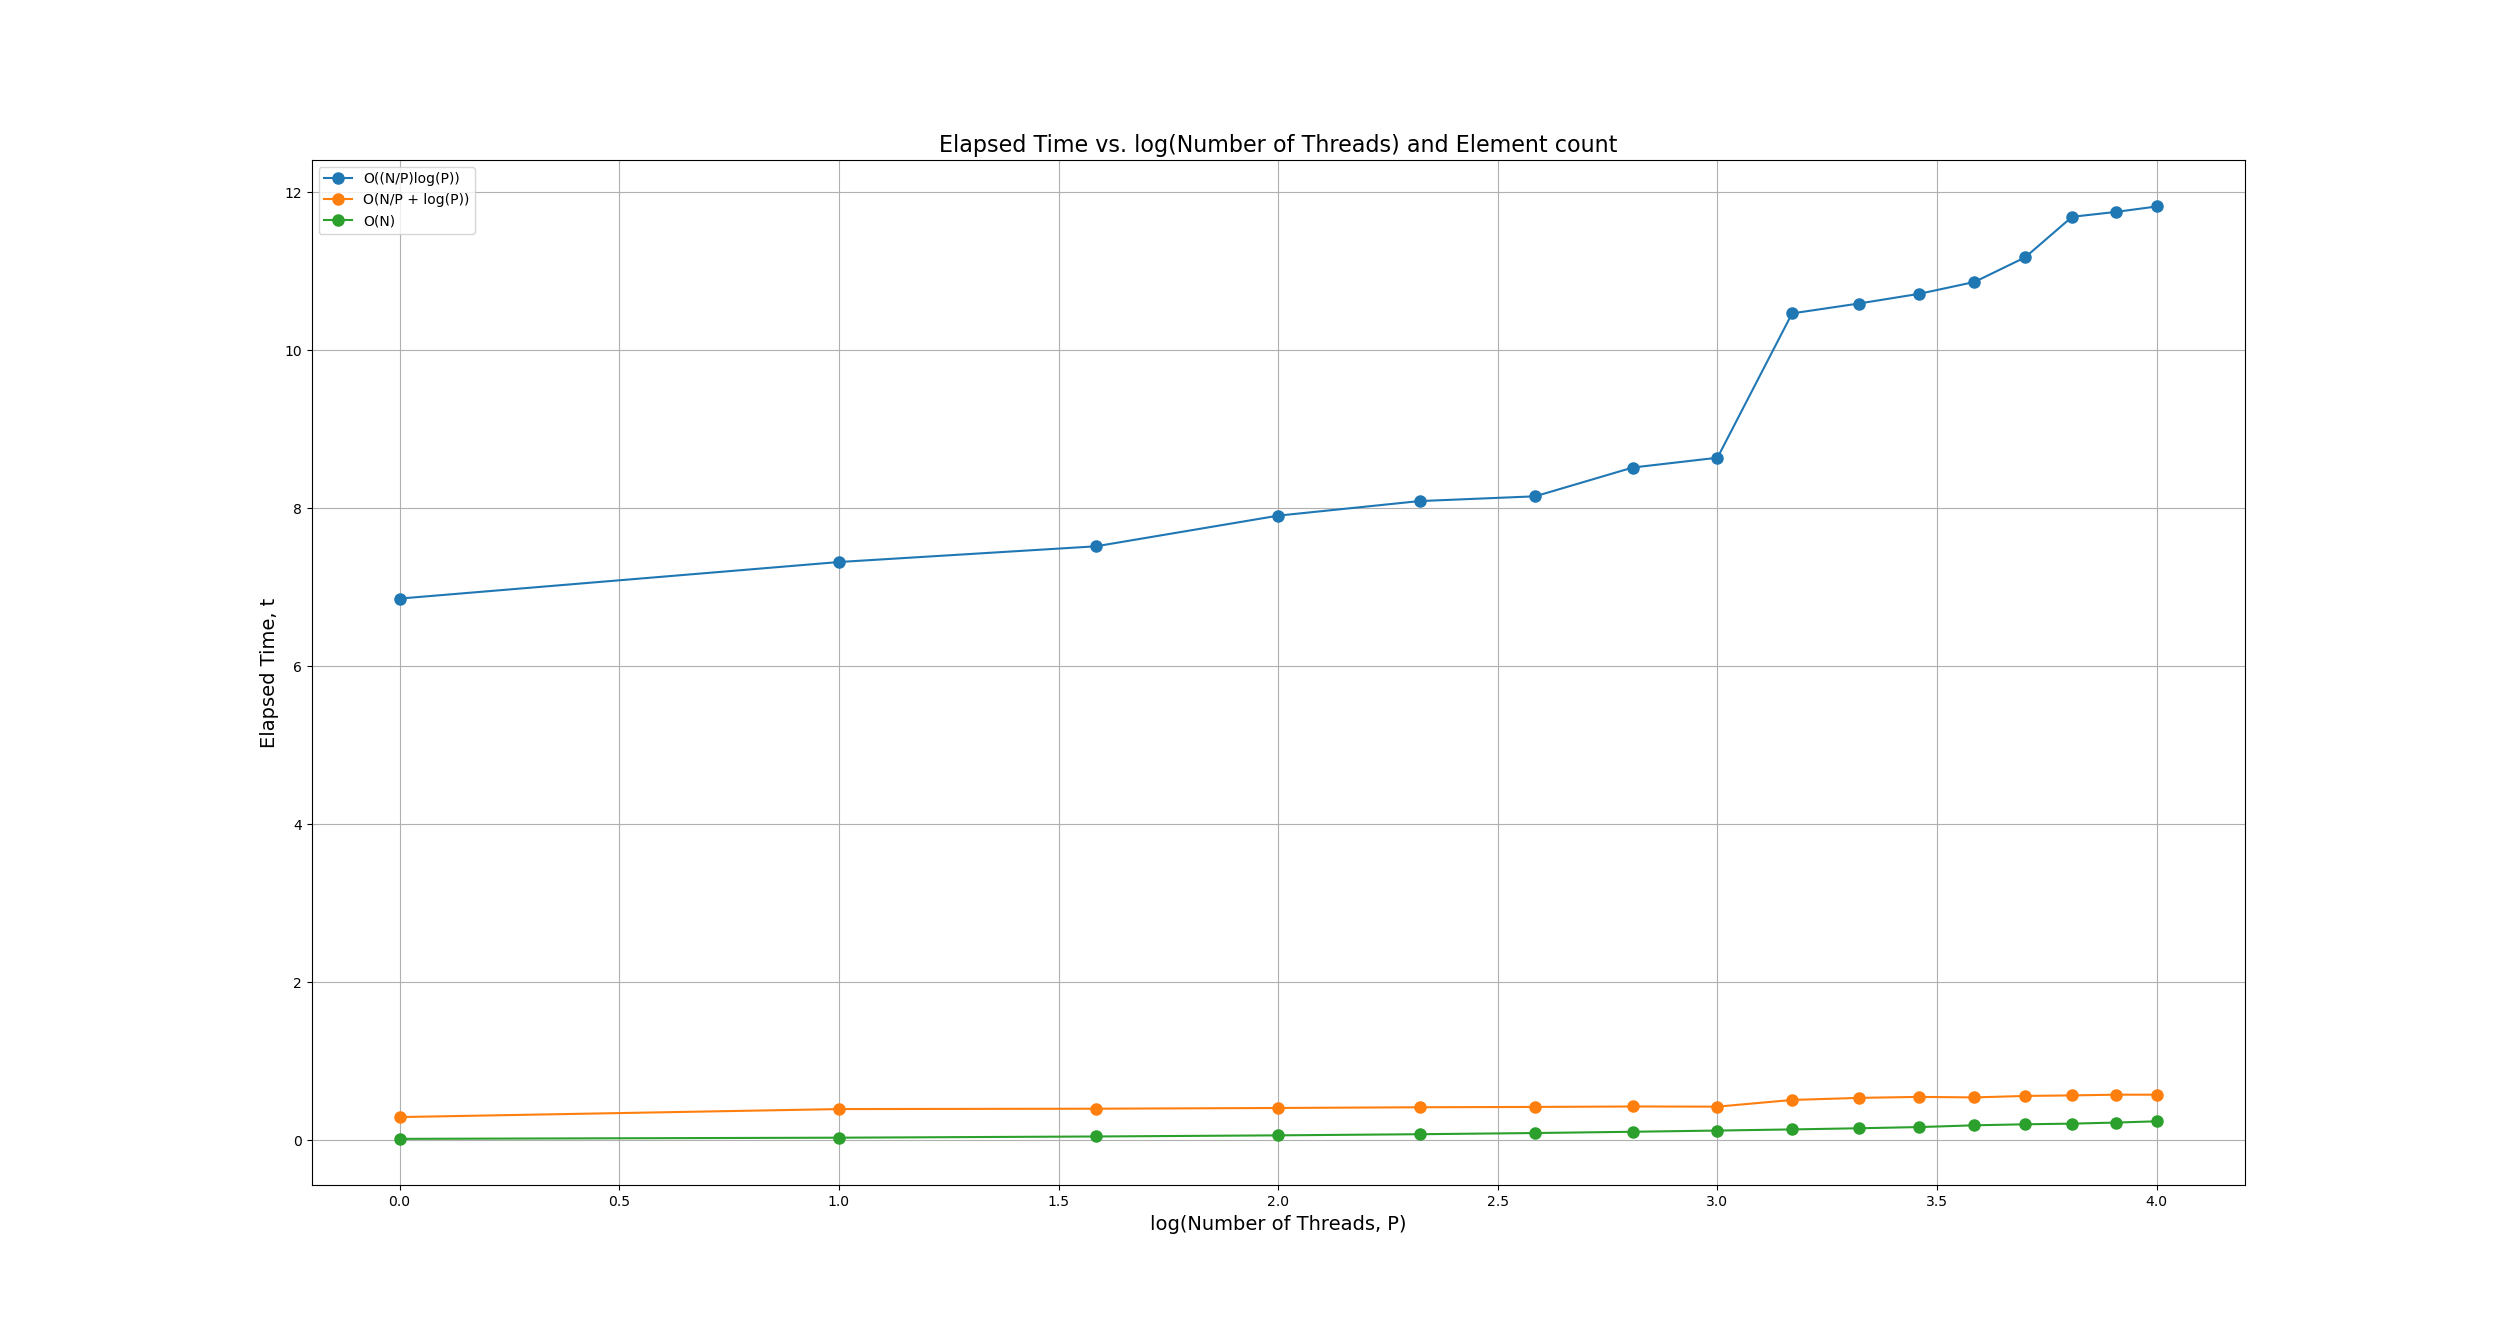 Elapsed Time vs. log(Number of Threads) and Element count
O((N/P)log(P))
O(N/P + log(P))
O(N)
12
10
8
6
4
2
0
Elapsed Time, t
0.0 0.5 1.0 1.5 2.0 2.5 3.0 3.5 4.0
log(Number of Threads, P)